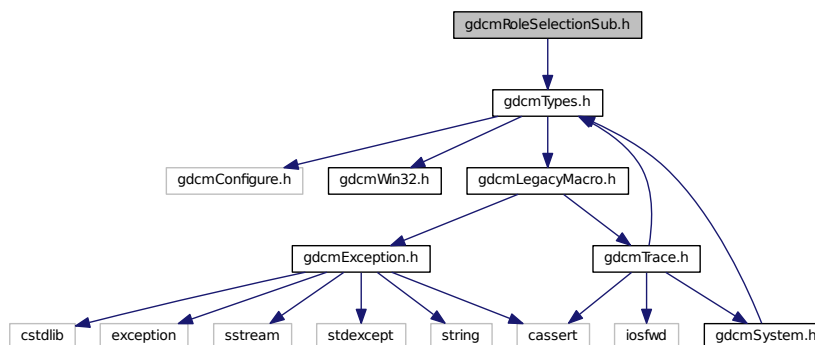 gdcmRoleSelectionSub.h
gdcmTypes.h
gdcmConfigure.h
gdcmWin32.h
gdcmLegacyMacro.h
gdcmException.h
gdcmTrace.h
cstdlib
exception
sstream
stdexcept
string
cassert
iosfwd
gdcmSystem.h